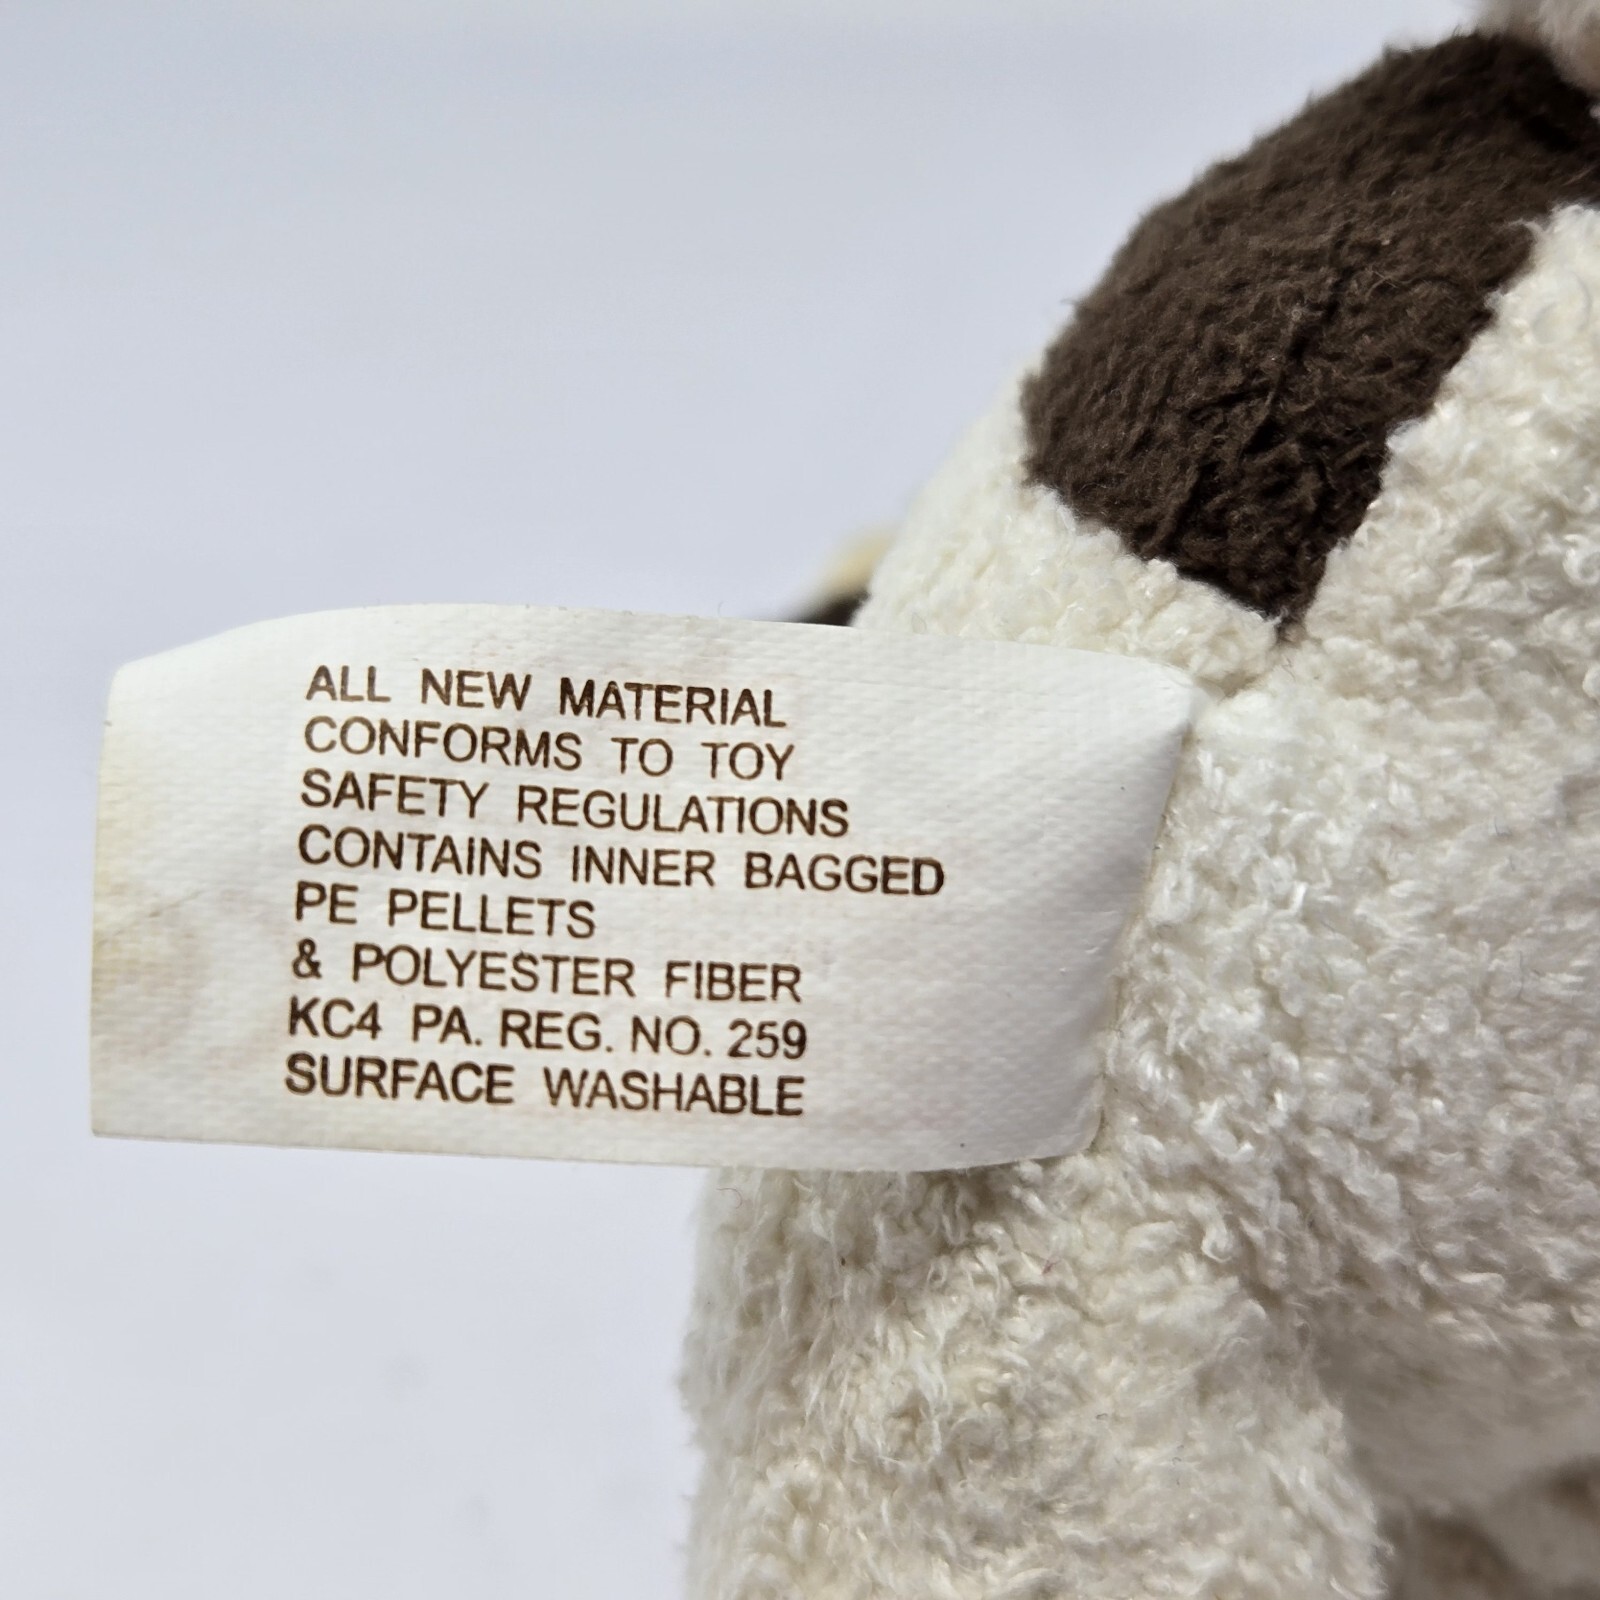 ALL NEW MATERIAL
CONFORMS TO TOY
SAFETY REGULATIONS
CONTAINS INNER BAGGED
PE PELLETS
& POLYESTER FIBER
KC4 PA. REG. NO. 259
SURFACE WASHABLE